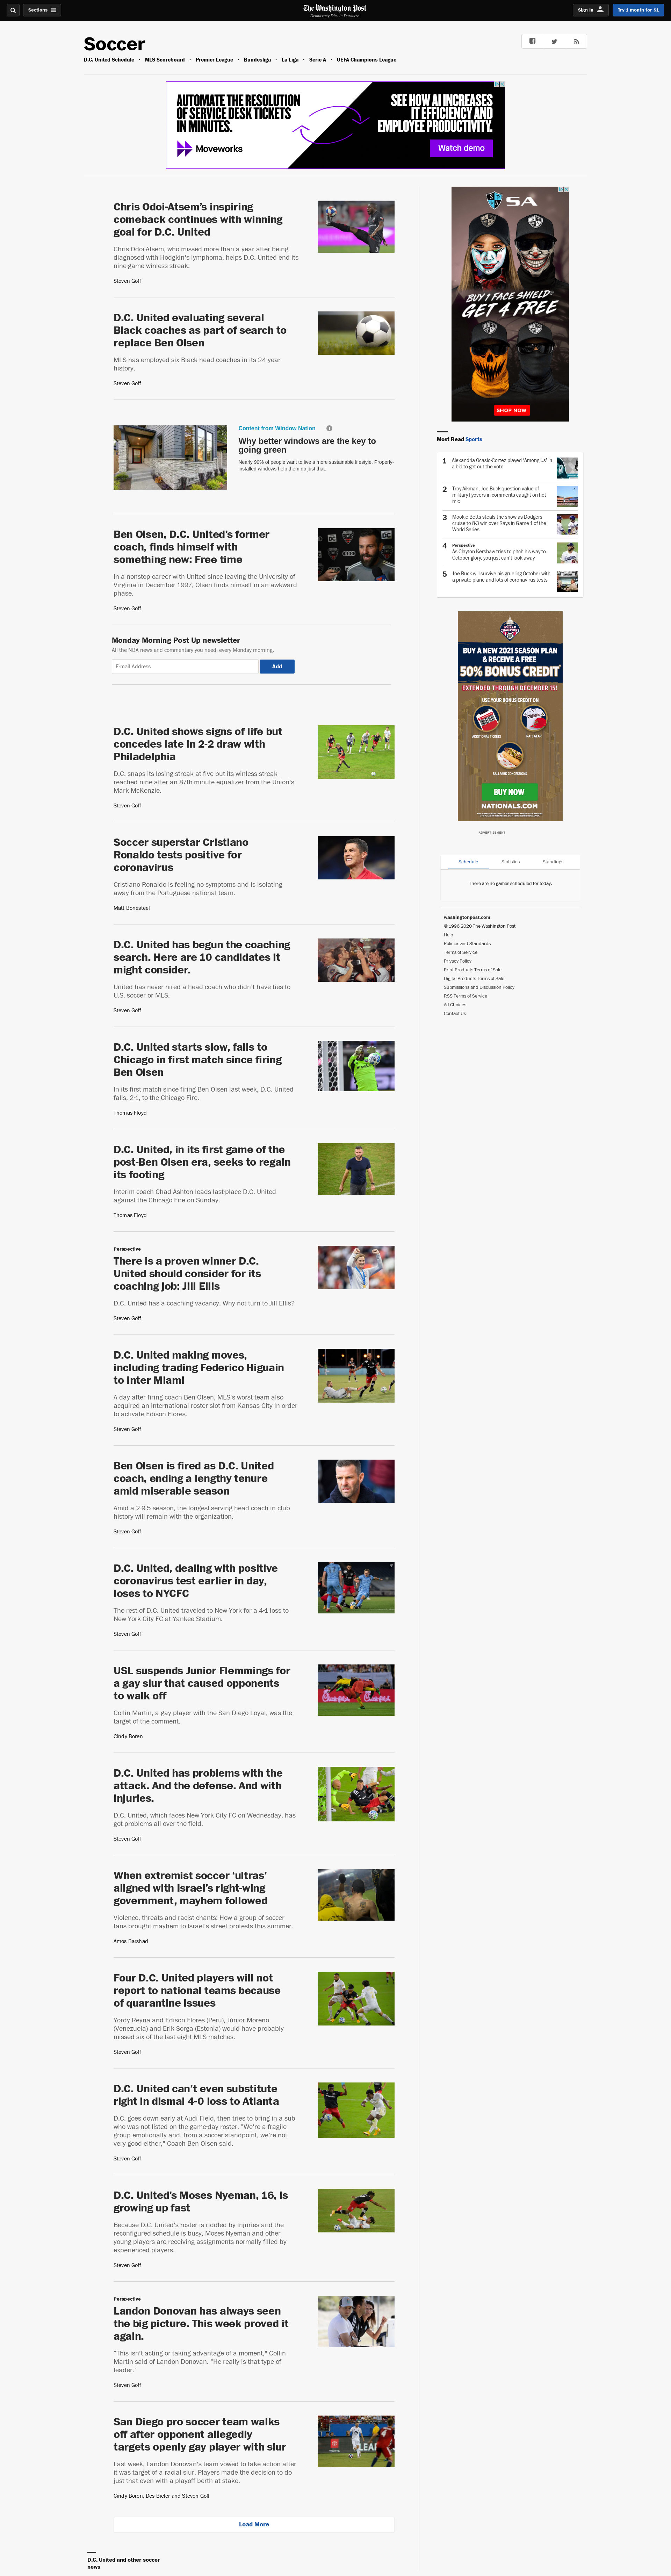 Sections
The Washington Post
Democracy Dies in Darkness
Sign In
Try 1 month for $1
Soccer
D.C. United Schedule • MLS Scoreboard • Premier League • Bundesliga • La Liga • Serie A • UEFA Champions League
AUTOMATE THE RESOLUTION
OF SERVICE DESK TICKETS
IN MINUTES.
Moveworks
SEE HOW AI INCREASES
IT EFFICIENCY AND
EMPLOYEE PRODUCTIVITY.
Watch demo
Chris Odoi-Atsem’s inspiring
comeback continues with winning
goal for D.C. United
Chris Odoi-Atsem, who missed more than a year after being
diagnosed with Hodgkin’s lymphoma, helps D.C. United end its
nine-game winless streak.
Steven Goff
D.C. United evaluating several
Black coaches as part of search to
replace Ben Olsen
MLS has employed six Black head coaches in its 24-year
history.
Steven Goff
Content from Window Nation
Why better windows are the key to
going green
Nearly 90% of people want to live a more sustainable lifestyle. Properly-
installed windows help them do just that.
Ben Olsen, D.C. United’s former
coach, finds himself with
something new: Free time
In a nonstop career with United since leaving the University of
Virginia in December 1997, Olsen finds himself in an awkward
phase.
Steven Goff
Monday Morning Post Up newsletter
All the NBA news and commentary you need, every Monday morning.
E-mail Address
Add
D.C. United shows signs of life but
concedes late in 2-2 draw with
Philadelphia
D.C. snaps its losing streak at five but its winless streak
reached nine after an 87th-minute equalizer from the Union’s
Mark McKenzie.
Steven Goff
Soccer superstar Cristiano
Ronaldo tests positive for
coronavirus
Cristiano Ronaldo is feeling no symptoms and is isolating
away from the Portuguese national team.
Matt Bonesteel
D.C. United has begun the coaching
search. Here are 10 candidates it
might consider.
United has never hired a head coach who didn’t have ties to
U.S. soccer or MLS.
Steven Goff
D.C. United starts slow, falls to
Chicago in first match since firing
Ben Olsen
In its first match since firing Ben Olsen last week, D.C. United
falls, 2-1, to the Chicago Fire.
Thomas Floyd
D.C. United, in its first game of the
post-Ben Olsen era, seeks to regain
its footing
Interim coach Chad Ashton leads last-place D.C. United
against the Chicago Fire on Sunday.
Thomas Floyd
Perspective
There is a proven winner D.C.
United should consider for its
coaching job: Jill Ellis
D.C. United has a coaching vacancy. Why not turn to Jill Ellis?
Steven Goff
D.C. United making moves,
including trading Federico Higuain
to Inter Miami
A day after firing coach Ben Olsen, MLS’s worst team also
acquired an international roster slot from Kansas City in order
to activate Edison Flores.
Steven Goff
Ben Olsen is fired as D.C. United
coach, ending a lengthy tenure
amid miserable season
Amid a 2-9-5 season, the longest-serving head coach in club
history will remain with the organization.
Steven Goff
D.C. United, dealing with positive
coronavirus test earlier in day,
loses to NYCFC
The rest of D.C. United traveled to New York for a 4-1 loss to
New York City FC at Yankee Stadium.
Steven Goff
USL suspends Junior Flemmings for
a gay slur that caused opponents
to walk off
Collin Martin, a gay player with the San Diego Loyal, was the
target of the comment.
Cindy Boren
D.C. United has problems with the
attack. And the defense. And with
injuries.
D.C. United, which faces New York City FC on Wednesday, has
got problems all over the field.
Steven Goff
When extremist soccer ‘ultras’
aligned with Israel’s right-wing
government, mayhem followed
Violence, threats and racist chants: How a group of soccer
fans brought mayhem to Israel’s street protests this summer.
Amos Barshad
Four D.C. United players will not
report to national teams because
of quarantine issues
Yordy Reyna and Edison Flores (Peru), Júnior Moreno
(Venezuela) and Erik Sorga (Estonia) would have probably
missed six of the last eight MLS matches.
Steven Goff
D.C. United can’t even substitute
right in dismal 4-0 loss to Atlanta
D.C. goes down early at Audi Field, then tries to bring in a sub
who was not listed on the game-day roster. "We're a fragile
group emotionally and, from a soccer standpoint, we're not
very good either," Coach Ben Olsen said.
Steven Goff
D.C. United’s Moses Nyeman, 16, is
growing up fast
Because D.C. United’s roster is riddled by injuries and the
reconfigured schedule is busy, Moses Nyeman and other
young players are receiving assignments normally filled by
experienced players.
Steven Goff
Perspective
Landon Donovan has always seen
the big picture. This week proved it
again.
"This isn’t acting or taking advantage of a moment," Collin
Martin said of Landon Donovan. "He really is that type of
leader."
Steven Goff
San Diego pro soccer team walks
off after opponent allegedly
targets openly gay player with slur
Last week, Landon Donovan’s team vowed to take action after
it was target of a racial slur. Players made the decision to do
just that even with a playoff berth at stake.
Cindy Boren, Des Bieler and Steven Goff
Load More
D.C. United and other soccer
news
SA
BUY 1 FACE SHIELD
GET 4 FREE
SHOP NOW
Most Read Sports
1 Alexandria Ocasio-Cortez played ‘Among Us’ in
a bid to get out the vote
2 Troy Aikman, Joe Buck question value of
military flyovers in comments caught on hot
mic
3 Mookie Betts steals the show as Dodgers
cruise to 8-3 win over Rays in Game 1 of the
World Series
4 Perspective
As Clayton Kershaw tries to pitch his way to
October glory, you just can’t look away
5 Joe Buck will survive his grueling October with
a private plane and lots of coronavirus tests
WORLD
CHAMPIONS
BUY A NEW 2021 SEASON PLAN
& RECEIVE A FREE
50% BONUS CREDIT*
EXTENDED THROUGH DECEMBER 15!
USE YOUR BONUS CREDIT ON
ADDITIONAL TICKETS
NATS GEAR
BALLPARK CONCESSIONS
BUY NOW
NATIONALS.COM
ADVERTISEMENT
Schedule
Statistics
Standings
There are no games scheduled for today.
washingtonpost.com
© 1996-2020 The Washington Post
Help
Policies and Standards
Terms of Service
Privacy Policy
Print Products Terms of Sale
Digital Products Terms of Sale
Submissions and Discussion Policy
RSS Terms of Service
Ad Choices
Contact Us